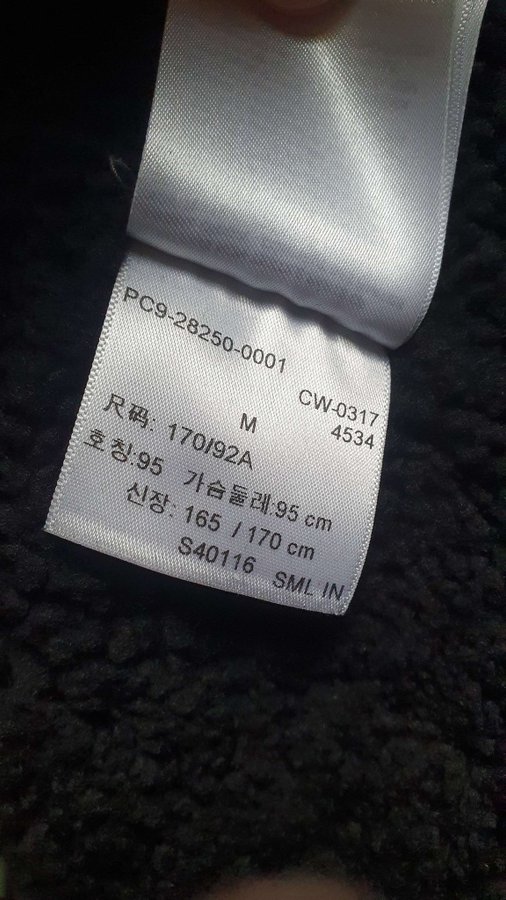 PC9-28250-0001
CW-0317
M 4534
尺码: 170/92A
호칭:95 가슴둘레:95 cm
신장: 165 / 170 cm
S40116 SML IN